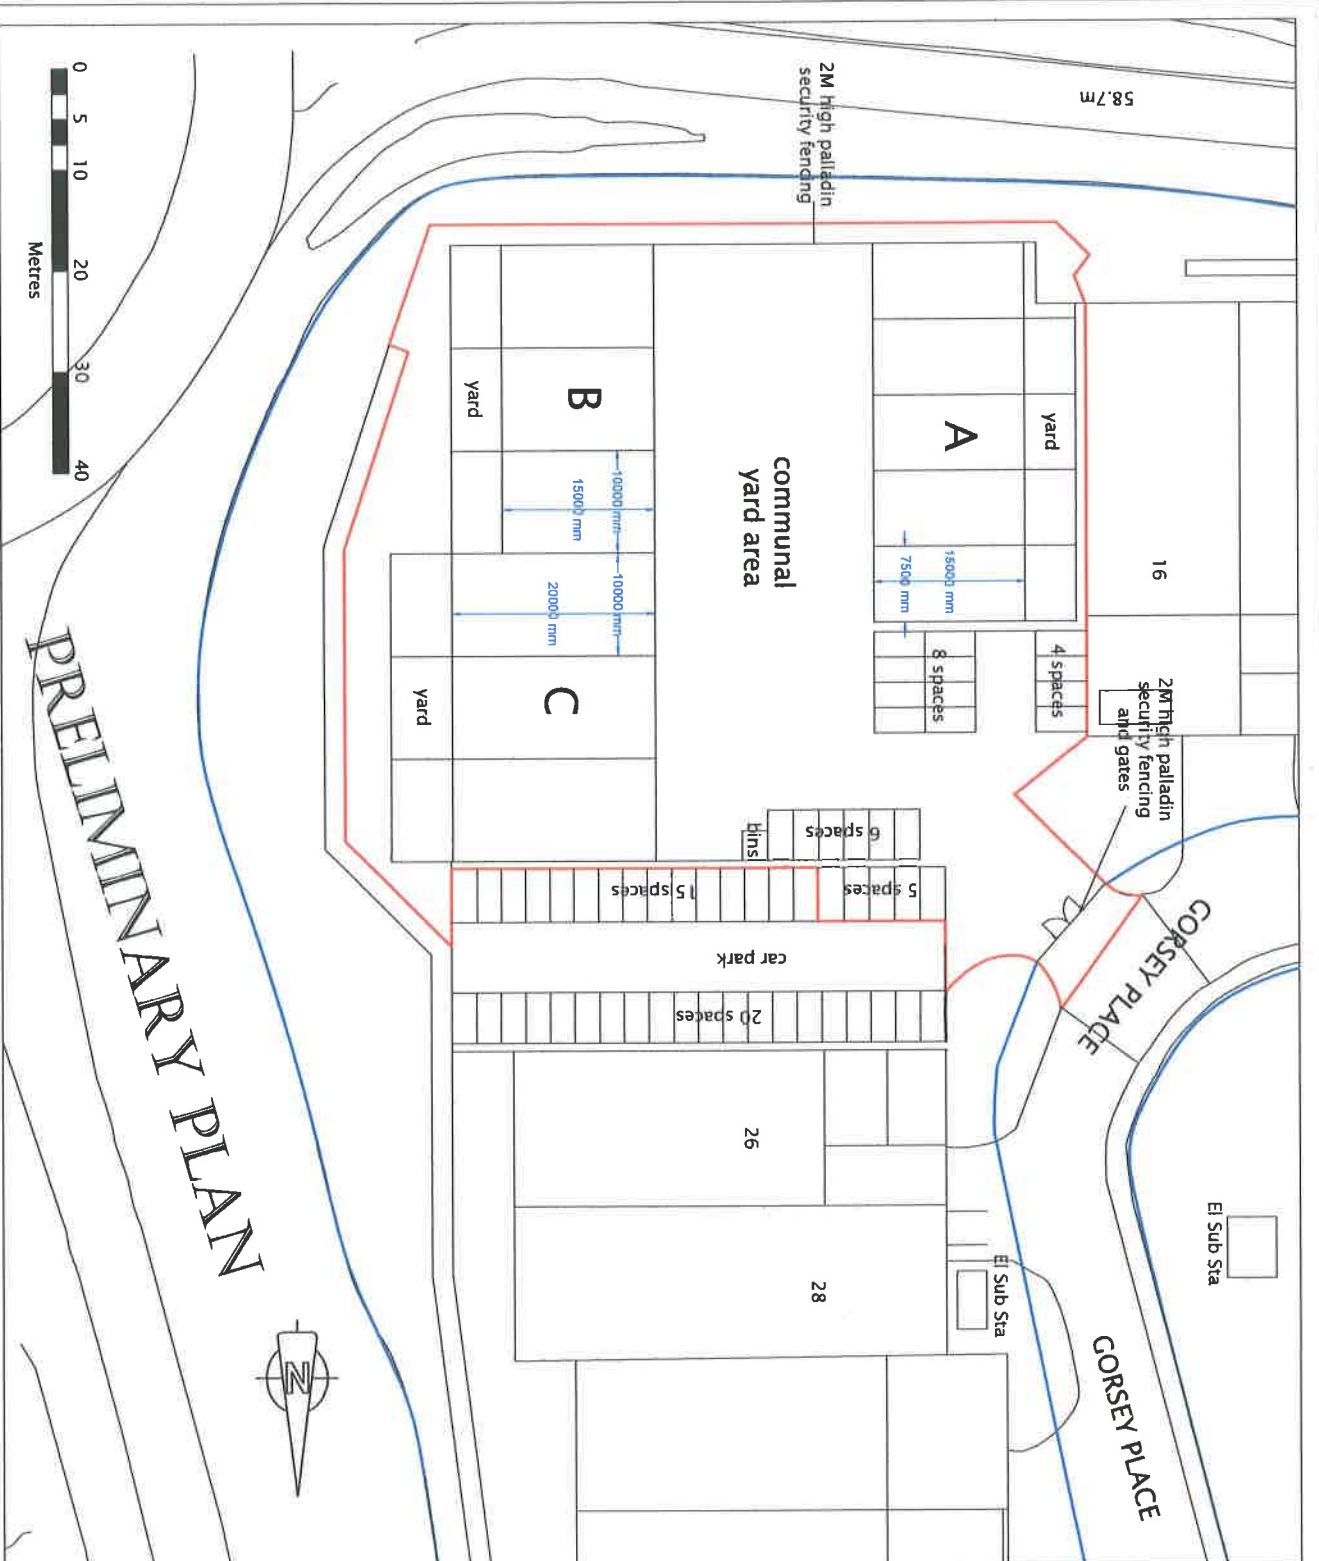 58.7m
2M high palladin
security fending
0
5
10
20
30
40
Metres
yard
A
16
B
yard
communal
yard area
10000 mm
15000 mm
10000 mm
20000 mm
15000 mm
7500 mm
C
yard
8 spaces
4 spaces
2M high palladin
security fencing
and gates
6 spaces
bins
15 spaces
5 spaces
car park
20 spaces
GORSEY PLACE
26
28
El Sub Sta
El Sub Sta
GORSEY PLACE
PRELIMINARY PLAN
N